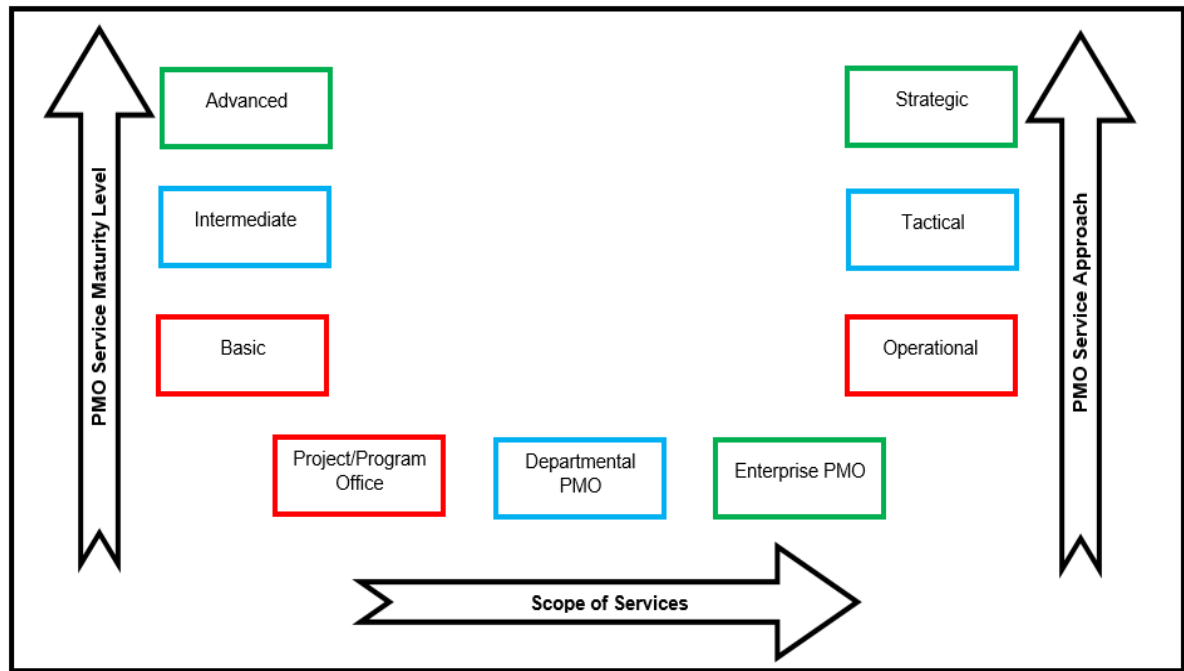 PMO Service Maturity Level
Advanced
Strategic
Intermediate
Tactical
Basic
Operational
PMO Service Approach
Project/Program
Office
Departmental
PMO
Enterprise PMO
Scope of Services